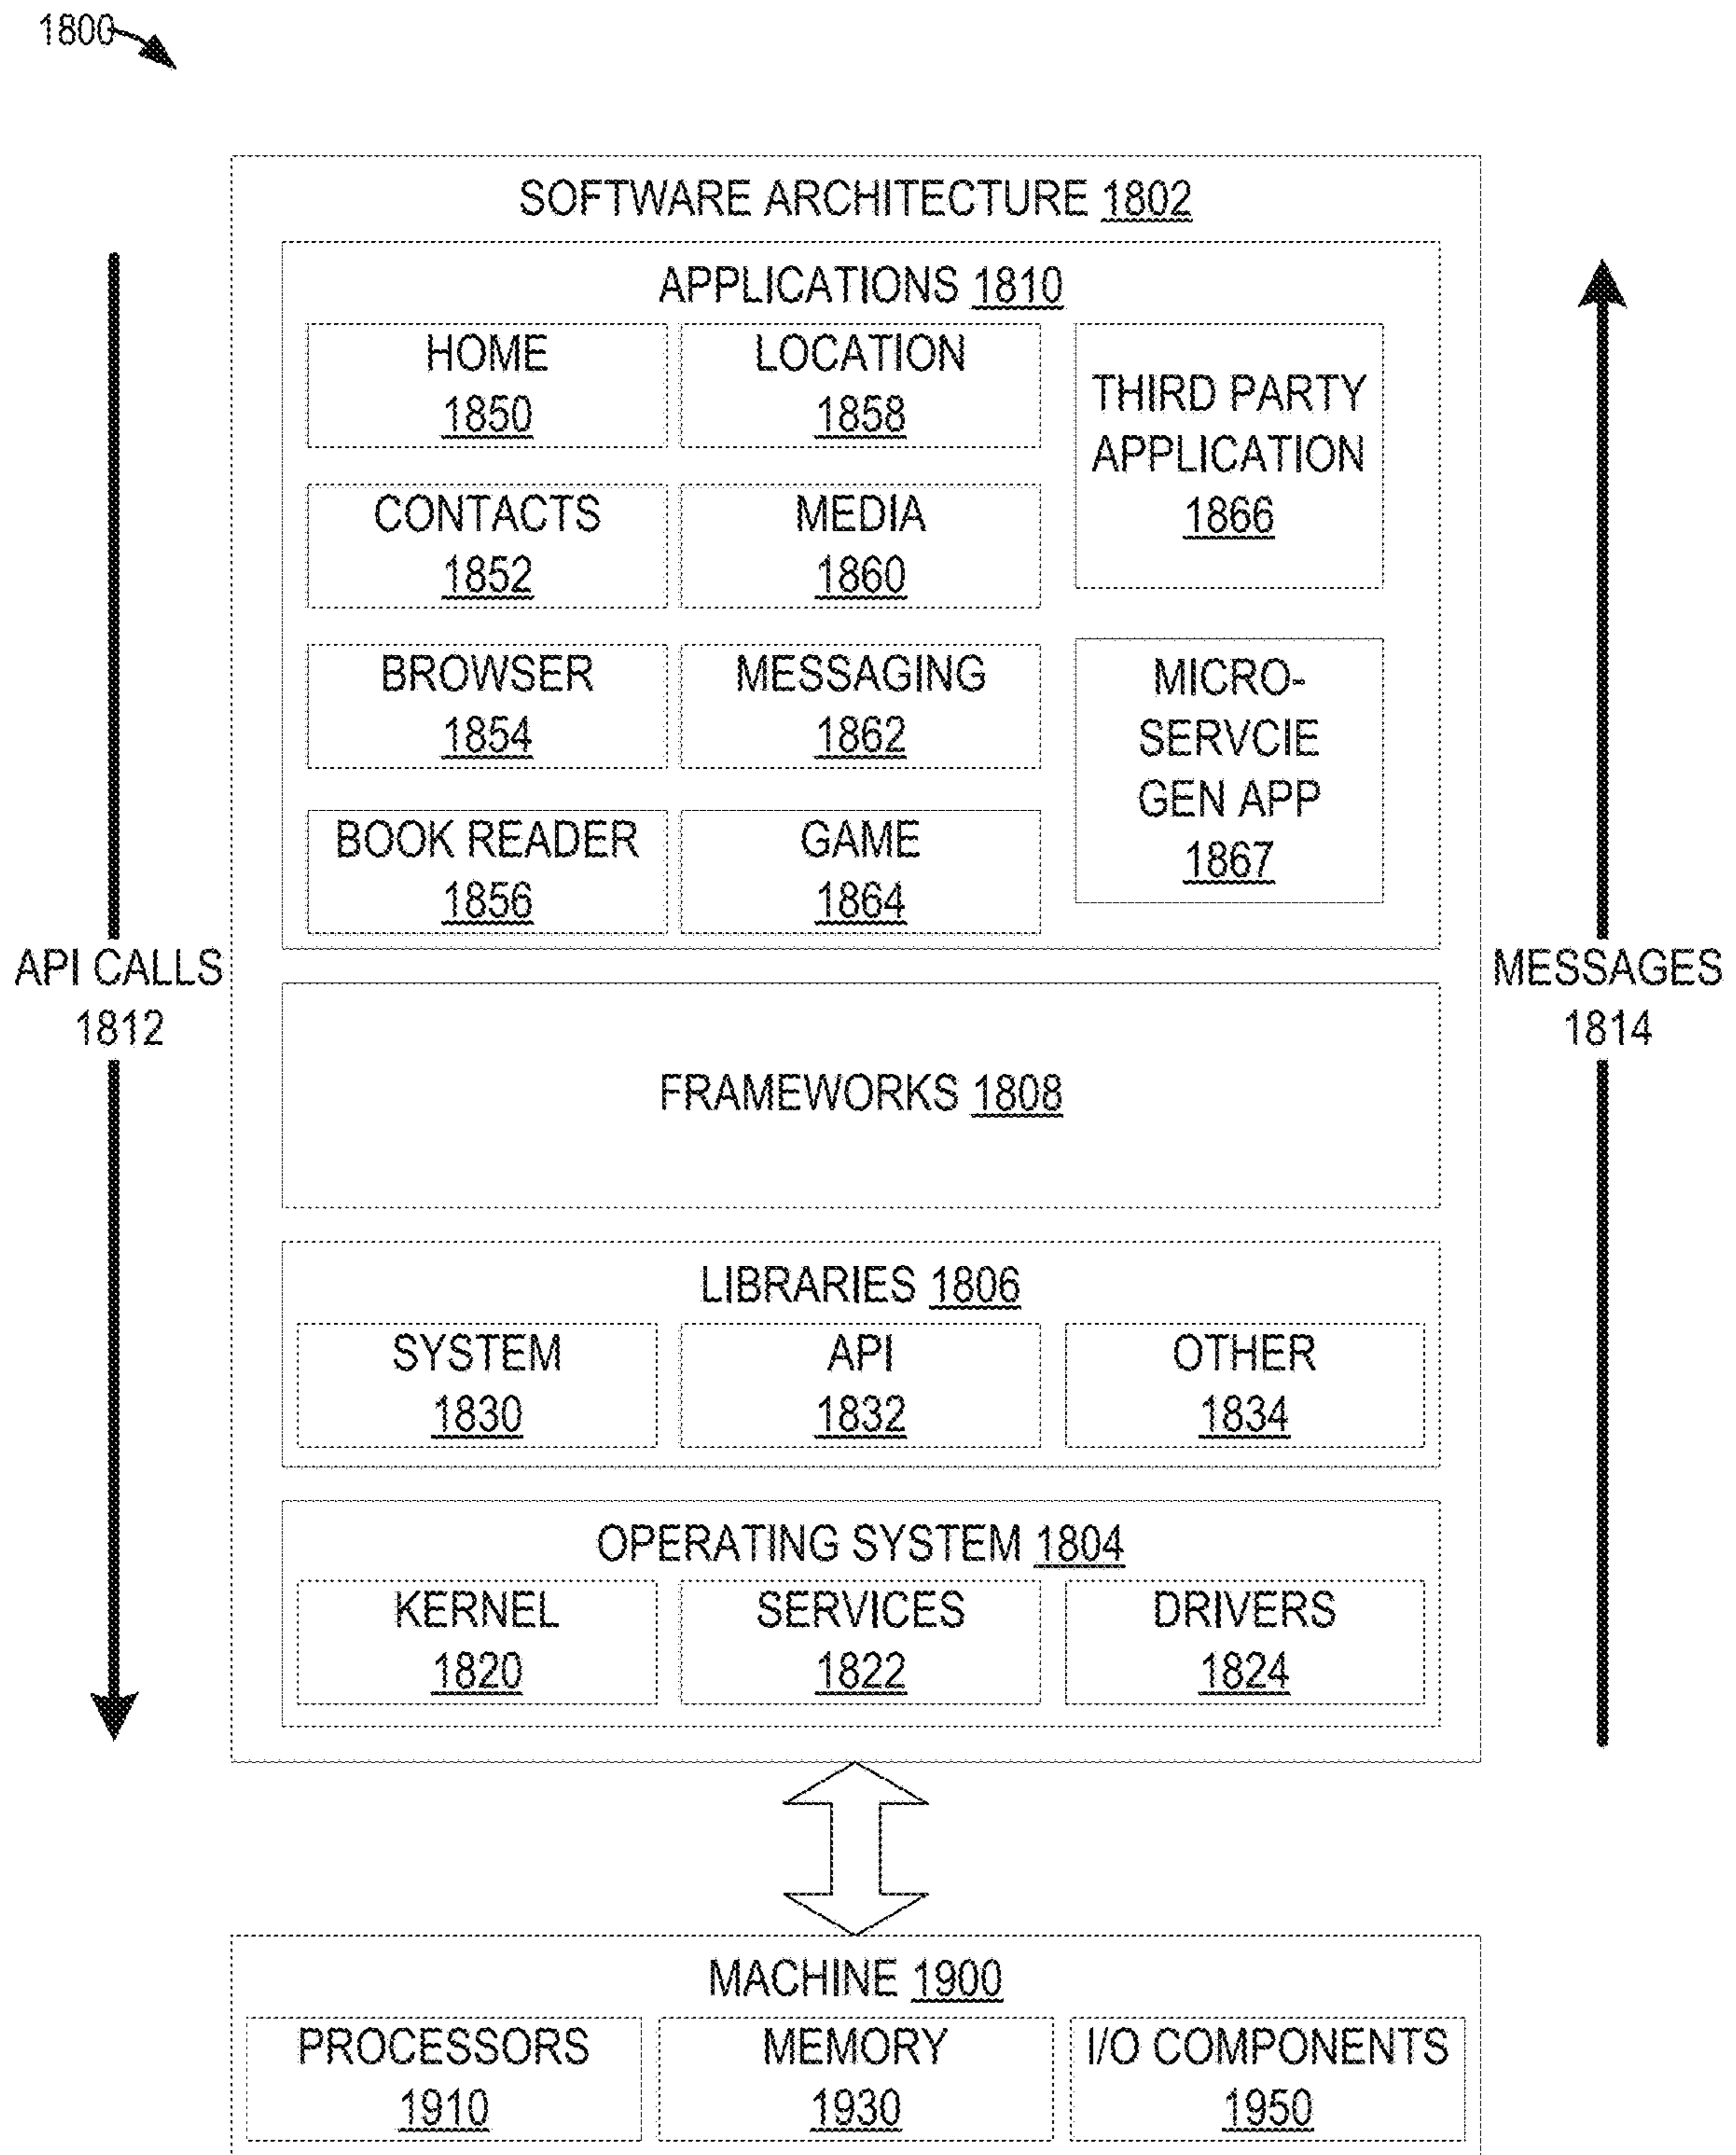 1800
SOFTWARE ARCHITECTURE 1802
APPLICATIONS 1810
HOME
1850
LOCATION
1858
THIRD PARTY
APPLICATION
1866
CONTACTS
1852
MEDIA
1860
BROWSER
1854
MESSAGING
1862
MICRO-
SERVCIE
GEN APP
1867
BOOK READER
1856
GAME
1864
API CALLS
1812
MESSAGES
1814
FRAMEWORKS 1808
LIBRARIES 1806
SYSTEM
1830
API
1832
OTHER
1834
OPERATING SYSTEM 1804
KERNEL
1820
SERVICES
1822
DRIVERS
1824
MACHINE 1900
PROCESSORS
1910
MEMORY
1930
I/O COMPONENTS
1950